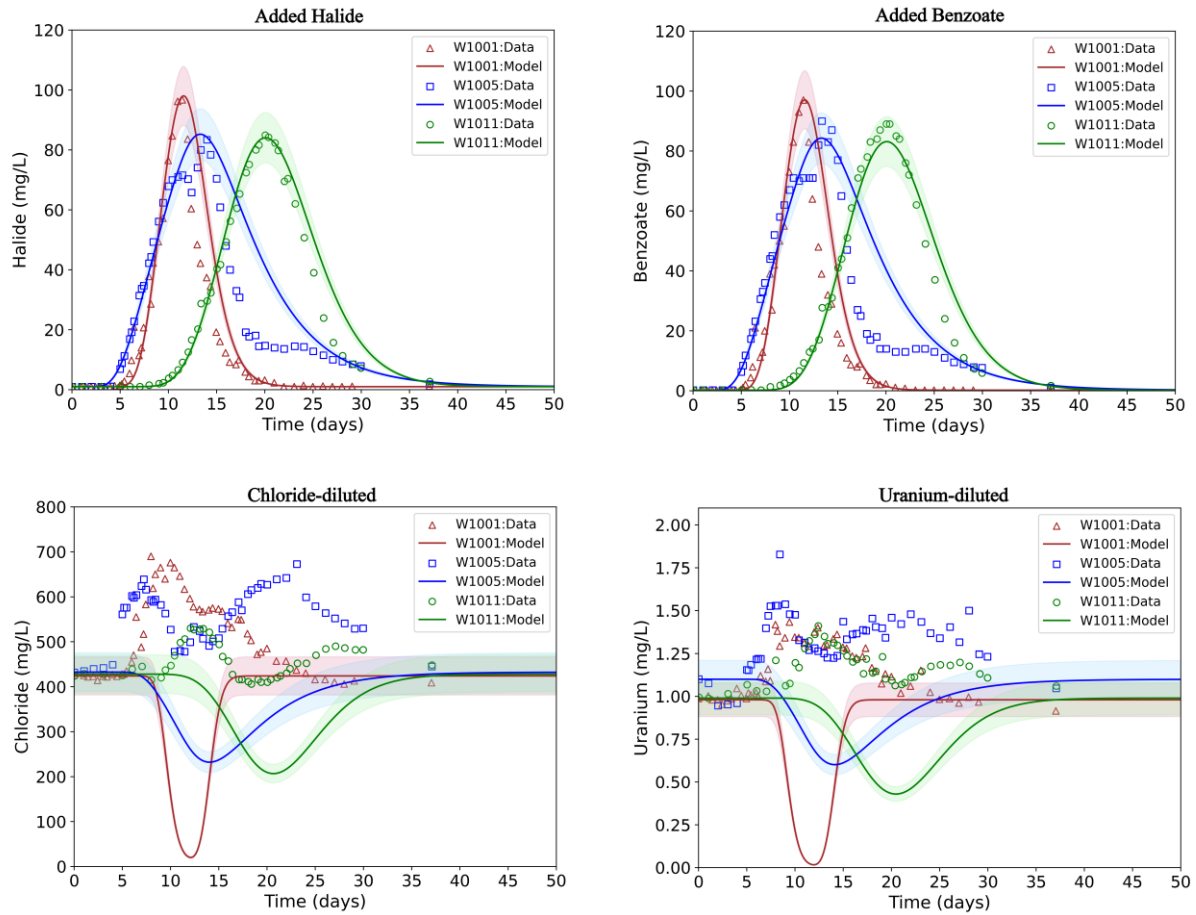 Added Halide
120
100
80
60
40
20
0
Halide (mg/L)
W1001:Data
W1001:Model
W1005:Data
W1005:Model
W1011:Data
W1011:Model
0 5 10 15 20 25 30 35 40 45 50
Time (days)
Added Benzoate
120
100
80
60
40
20
0
Benzoate (mg/L)
W1001:Data
W1001:Model
W1005:Data
W1005:Model
W1011:Data
W1011:Model
0 5 10 15 20 25 30 35 40 45 50
Time (days)
Chloride-diluted
800
700
600
500
400
300
200
100
0
Chloride (mg/L)
W1001:Data
W1001:Model
W1005:Data
W1005:Model
W1011:Data
W1011:Model
0 5 10 15 20 25 30 35 40 45 50
Time (days)
Uranium-diluted
2.00
1.75
1.50
1.25
1.00
0.75
0.50
0.25
0.00
Uranium (mg/L)
W1001:Data
W1001:Model
W1005:Data
W1005:Model
W1011:Data
W1011:Model
0 5 10 15 20 25 30 35 40 45 50
Time (days)